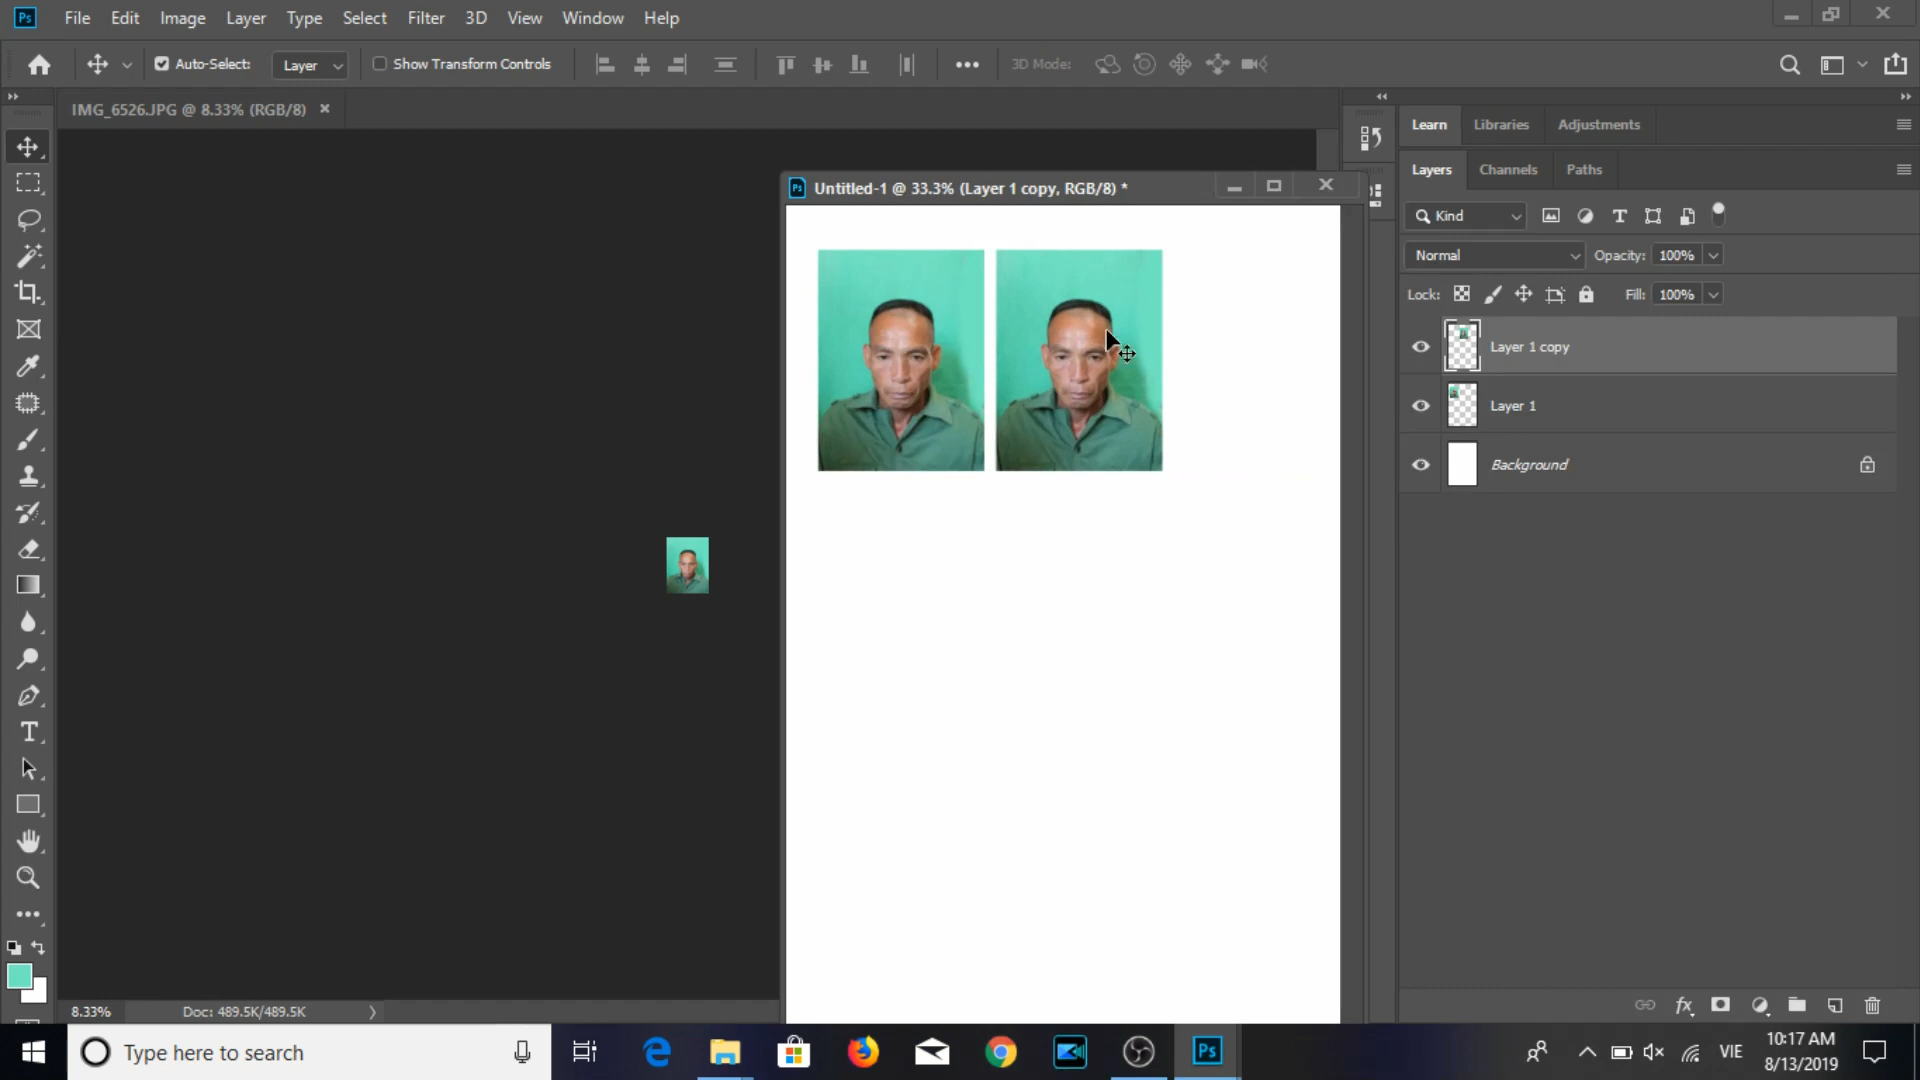 Ps File Edit Image Layer Type Select Filter 3D View Window Help
Auto-Select: Layer Show Transform Controls 3D Mode:
IMG_6526.JPG @ 8.33% (RGB/8)
Learn Libraries Adjustments
Layers Channels Paths
Ps Untitled-1 @ 33.3% (Layer 1 copy, RGB/8) *
Kind
Normal Opacity: 100%
Lock: Fill: 100%
Layer 1 copy
Layer 1
Background
T
fx
8.33% Doc: 489.5K/489.5K
Type here to search
Ps
VIE
10:17 AM
8/13/2019